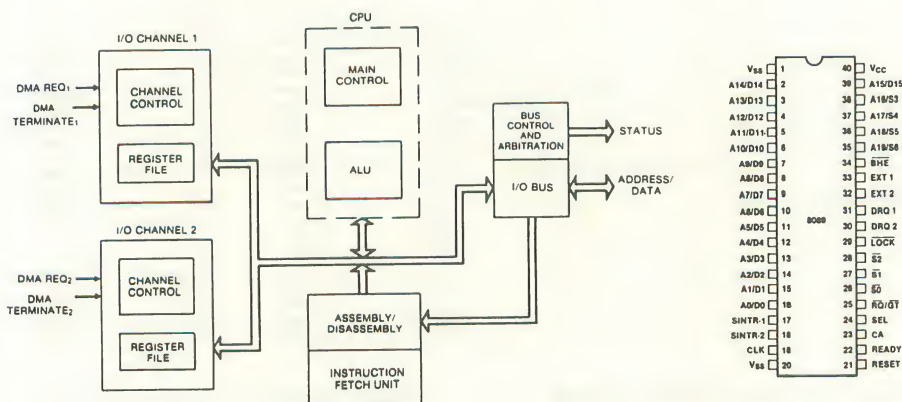 CPU
I/O CHANNEL 1
DMA REQ₁
DMA
TERMINATE₁
CHANNEL
CONTROL
REGISTER
FILE
MAIN
CONTROL
ALU
BUS
CONTROL
AND
ARBITRATION
I/O BUS
STATUS
ADDRESS/
DATA
I/O CHANNEL 2
DMA REQ₂
DMA
TERMINATE₂
CHANNEL
CONTROL
REGISTER
FILE
ASSEMBLY/
DISASSEMBLY
INSTRUCTION
FETCH UNIT
8089
Vss 1 40 Vcc
A14/D14 2 39 A15/D15
A13/D13 3 38 A16/S3
A12/D12 4 37 A17/S4
A11/D11 5 36 A18/S5
A10/D10 6 35 A19/S6
A9/D9 7 34 B̅H̅E̅
A8/D8 8 33 EXT 1
A7/D7 9 32 EXT 2
A6/D6 10 31 DRQ 1
A5/D5 11 30 DRQ 2
A4/D4 12 29 L̅O̅C̅K̅
A3/D3 13 28 S̅2̅
A2/D2 14 27 S̅1̅
A1/D1 15 26 S̅0̅
A0/D0 16 25 R̅Q̅/G̅T̅
SINTR-1 17 24 SEL
SINTR-2 18 23 CA
CLK 19 22 READY
Vss 20 21 RESET